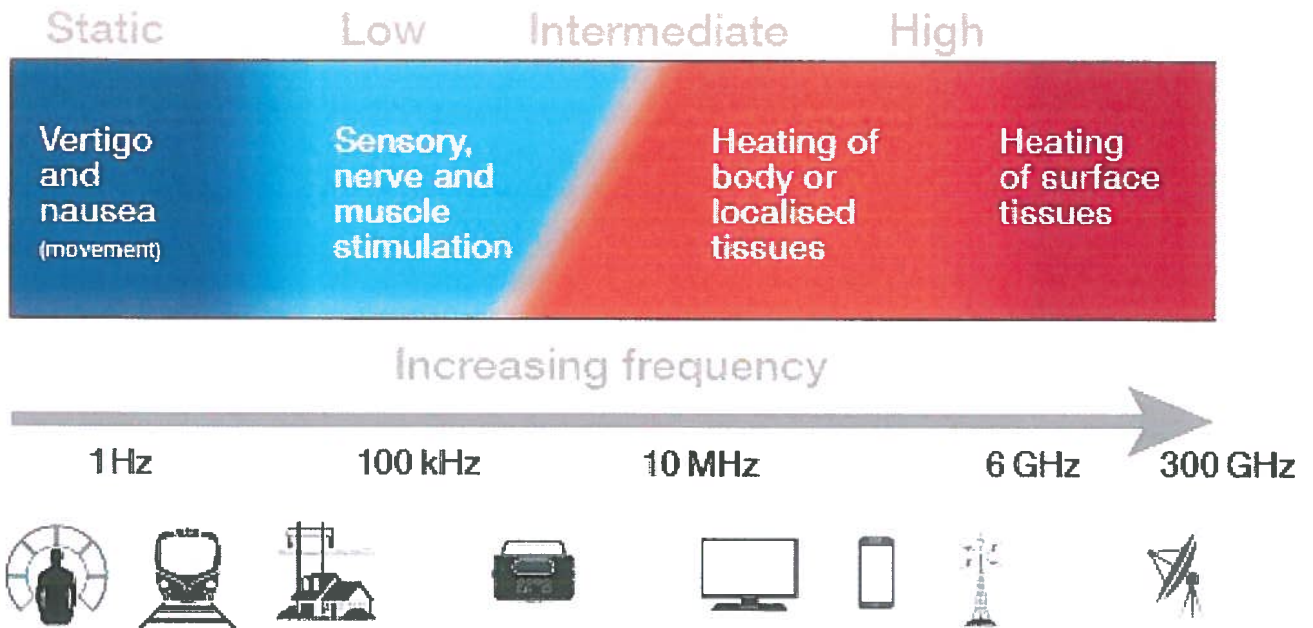 Static Low Intermediate High
Vertigo
and
nausea
(movement)
Sensory,
nerve and
muscle
stimulation
Heating of
body or
localised
tissues
Heating
of surface
tissues
Increasing frequency
1 Hz 100 kHz 10 MHz 6 GHz 300 GHz